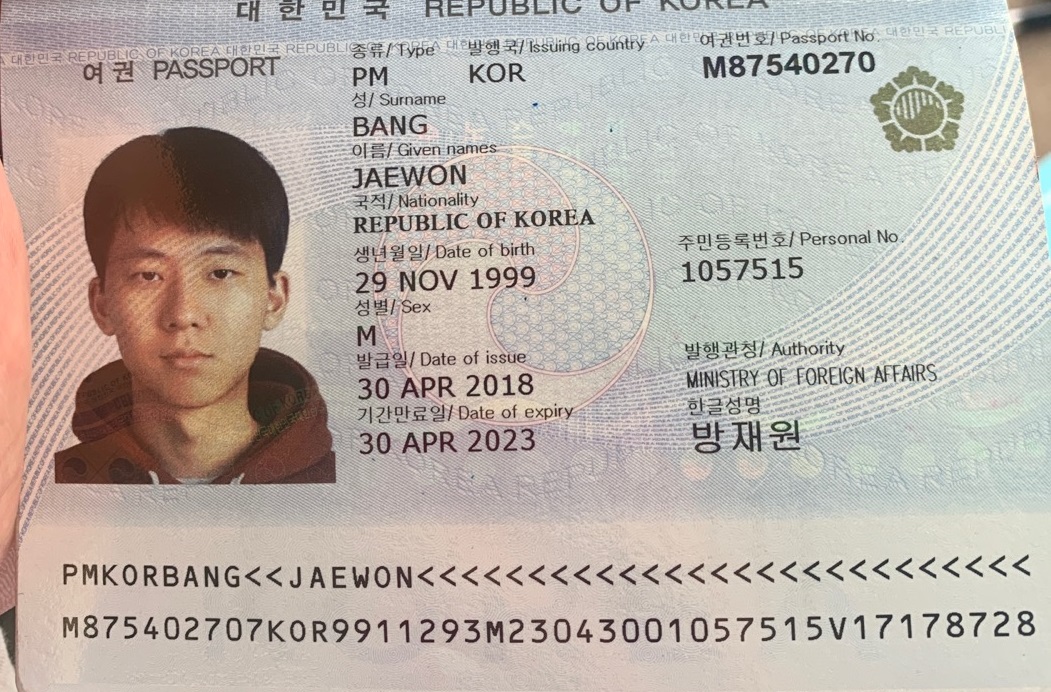 대한민국 REPUBLIC OF KOREA
대한민국 REPUBLIC OF KOREA 대한민국
여권 PASSPORT
종류/ Type 발행국/ Issuing country 여권번호/ Passport No.
PM KOR M87540270
성/ Surname
BANG
이름/ Given names
JAEWON
국적/ Nationality
REPUBLIC OF KOREA
생년월일/ Date of birth 주민등록번호/ Personal No.
29 NOV 1999 1057515
성별/ Sex
M
발급일/ Date of issue 발행관청/ Authority
30 APR 2018 MINISTRY OF FOREIGN AFFAIRS
기간만료일/ Date of expiry 한글성명
30 APR 2023 방재원
PMKORBANG<<JAEWON<<<<<<<<<<<<<<<<<<<<<<<<<<<
M875402707KOR9911293M23043001057515V17178728